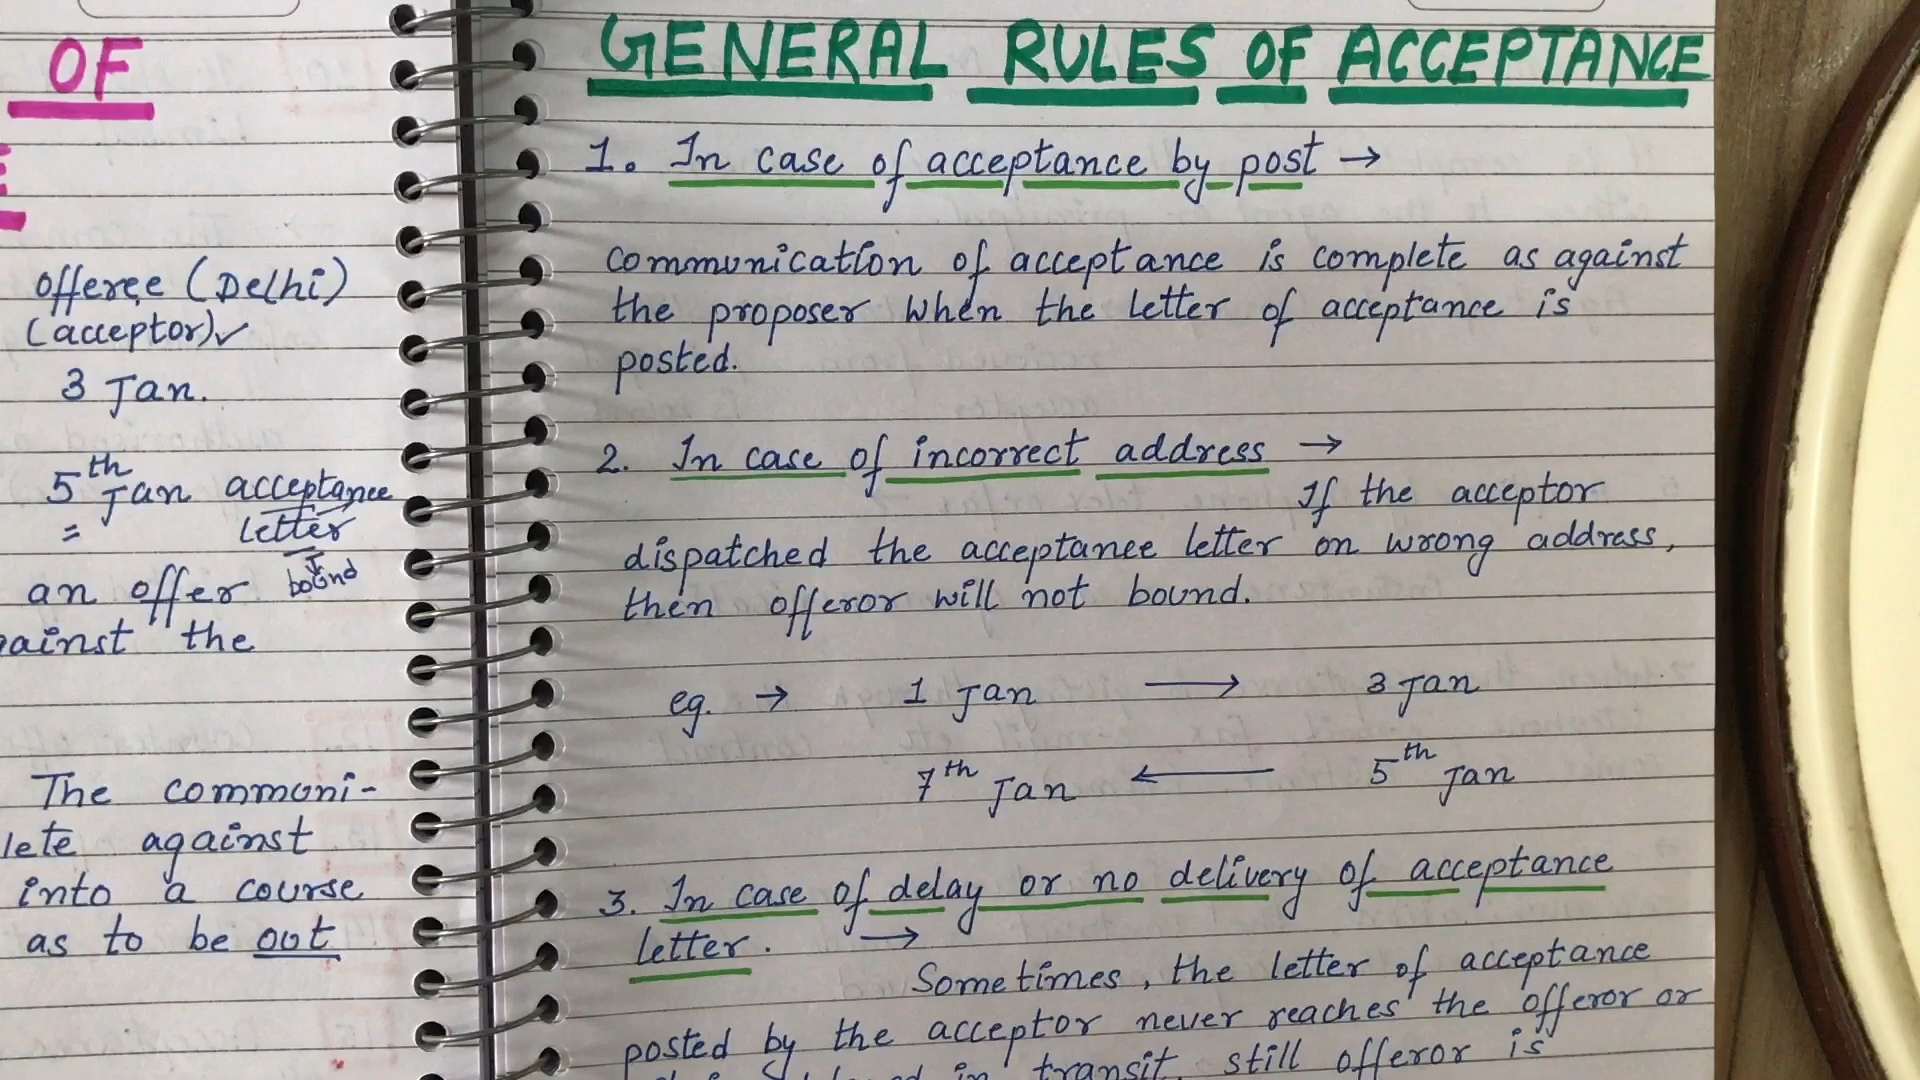 OF
offeree (Delhi)
(acceptor)✓
3 Jan.
5th Jan acceptance
= letter
bound
an offer
ainst the
The communi-
lete against
into a course
as to be out
GENERAL RULES OF ACCEPTANCE
1. In case of acceptance by post →
communication of acceptance is complete as against
the proposer when the letter of acceptance is
posted.
2. In case of incorrect address →
If the acceptor
dispatched the acceptance letter on wrong address,
then offeror will not bound.
eg. → 1 Jan → 3 Jan
7th Jan ← 5th Jan
3. In case of delay or no delivery of acceptance
letter. →
Sometimes, the letter of acceptance
posted by the acceptor never reaches the offeror or
in transit, still offeror is